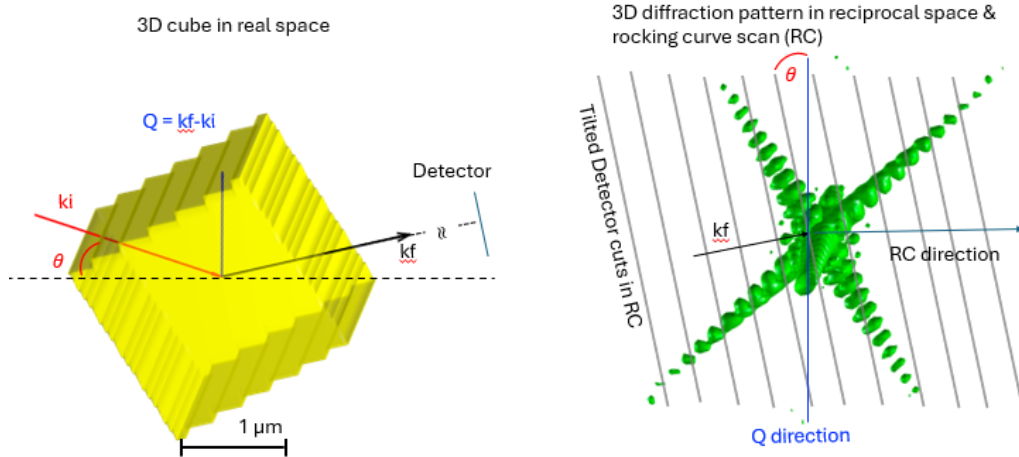 3D cube in real space
Q = kf-ki
ki
θ
Detector
≈
kf
1 µm
3D diffraction pattern in reciprocal space &
rocking curve scan (RC)
θ
Tilted Detector cuts in RC
kf
RC direction
Q direction